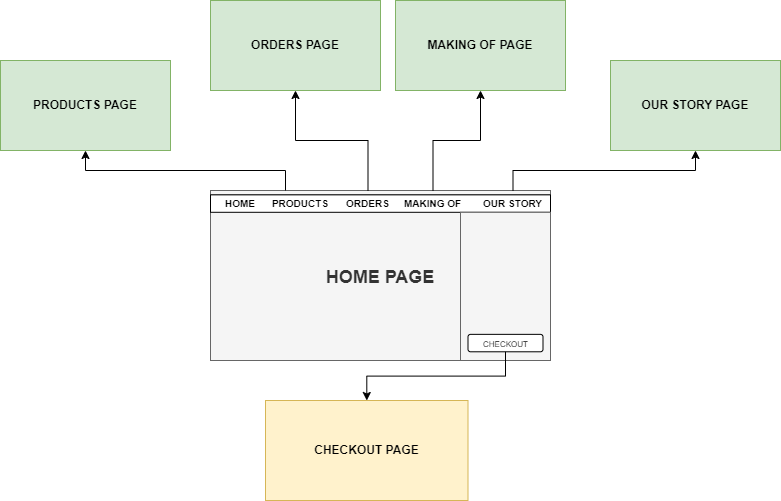 ORDERS PAGE
MAKING OF PAGE
PRODUCTS PAGE
OUR STORY PAGE
HOME PRODUCTS ORDERS MAKING OF OUR STORY
HOME PAGE
CHECKOUT
CHECKOUT PAGE